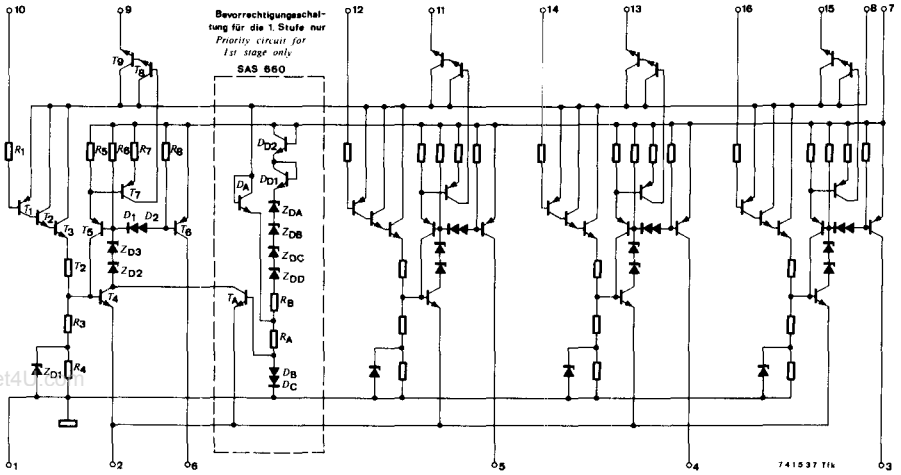 10 9 12 11 14 13 16 15 8 7
Bevorrechtigungsschal-
tung für die 1. Stufe nur
Priority circuit for
1st stage only
SAS 660
T9 T8
R1 R5 R6 R7 R8
DD2
DD1
DA
T7
T1 T2 T3 T5 D1 D2 T6
ZDA
ZDB
ZDC
ZDD
ZD3
ZD2
T2
T4 TA
RB
R3
RA
ZD1 R4
DB
DC
et4U.com
741537 Tfk
1 2 6 5 4 3